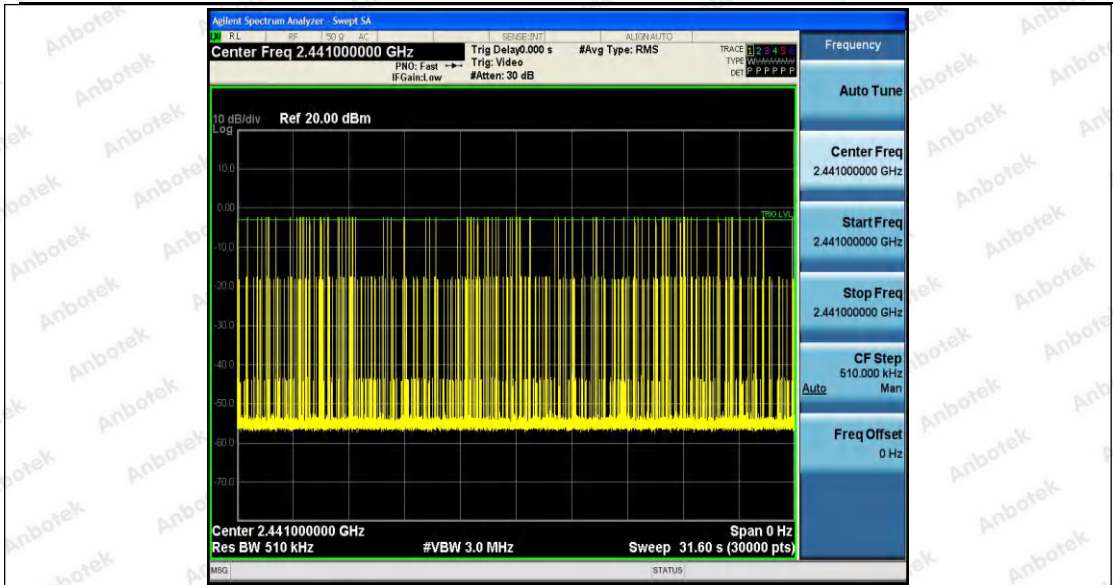 Agilent Spectrum Analyzer - Swept SA
RL RF 50 Ω AC SENSE:INT ALIGNAUTO
Center Freq 2.441000000 GHz
PNO: Fast
IFGain:Low
Trig Delay0.000 s
Trig: Video
#Atten: 30 dB
#Avg Type: RMS
TRACE 1 2 3 4 5 6
TYPE WWWWWW
DET P P P P P P
10 dB/div Ref 20.00 dBm
Log
10.0
0.00
TRIG LVL
-10.0
-20.0
-30.0
-40.0
-50.0
-60.0
-70.0
Center 2.441000000 GHz Span 0 Hz
Res BW 510 kHz #VBW 3.0 MHz Sweep 31.60 s (30000 pts)
MSG STATUS
Frequency
Auto Tune
Center Freq
2.441000000 GHz
Start Freq
2.441000000 GHz
Stop Freq
2.441000000 GHz
CF Step
510.000 kHz
Auto Man
Freq Offset
0 Hz
Anbotek